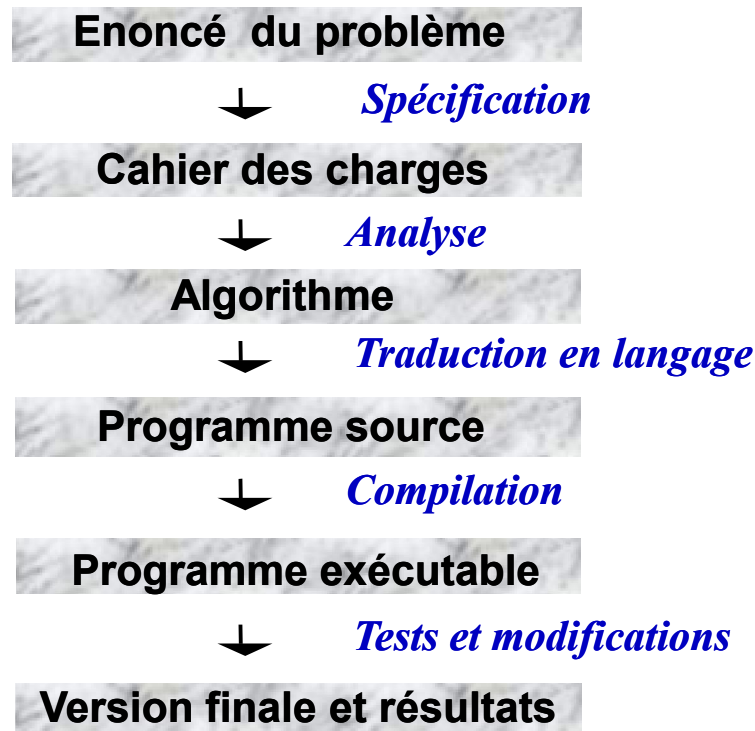 Enoncé du problème
Spécification
Cahier des charges
Analyse
Algorithme
Traduction en langage
Programme source
Compilation
Programme exécutable
Tests et modifications
Version finale et résultats